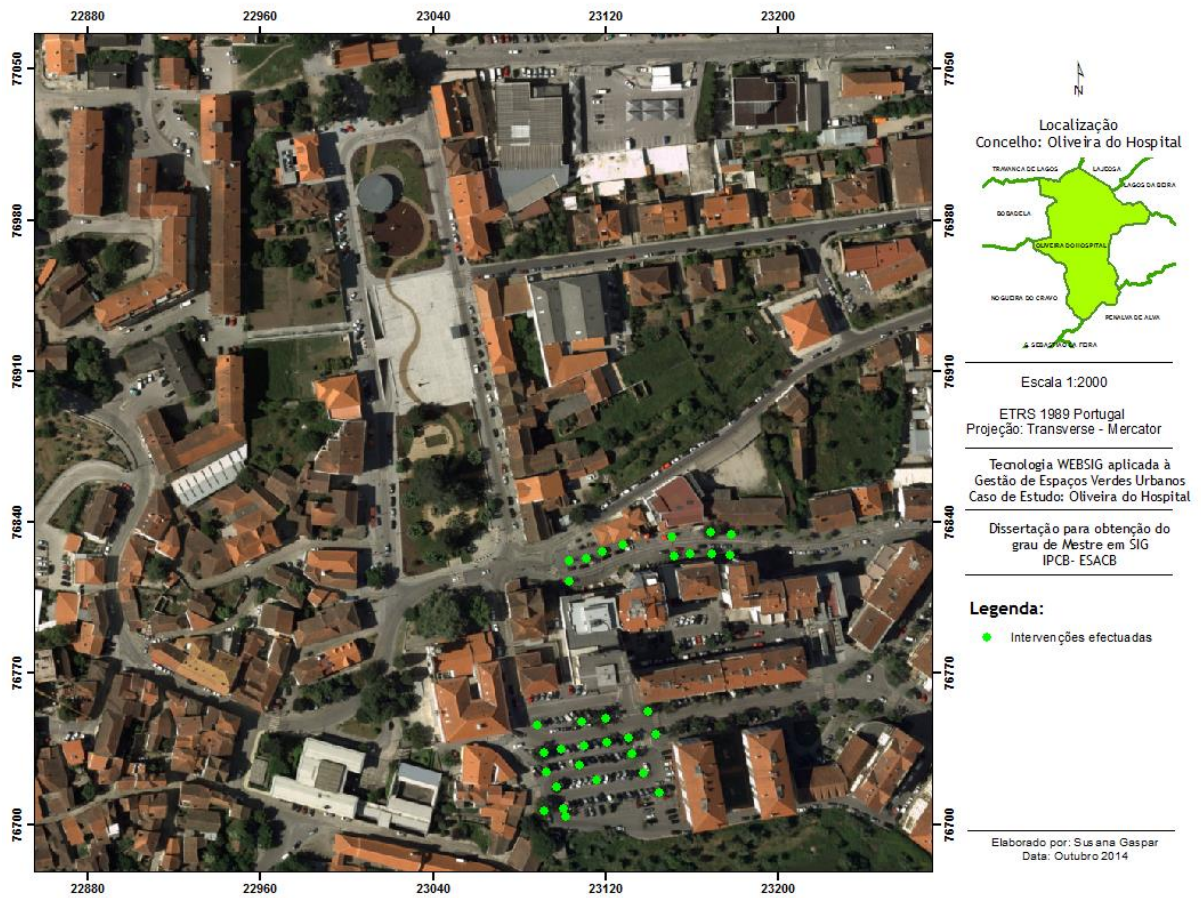 22880 22960 23040 23120 23200
77050
76980
76910
76840
76770
76700
77050
76980
76910
76840
76770
76700
22880 22960 23040 23120 23200
N
Localização
Concelho: Oliveira do Hospital
TRAVANCA DE LAGOS LAJEOSA
LAGOS DA BEIRA
BOBADELA
OLIVEIRA DO HOSPITAL
NOGUEIRA DO CRAVO
PENALVA DE ALVA
S. SEBASTIAO DA FEIRA
Escala 1:2000
ETRS 1989 Portugal
Projeção: Transverse - Mercator
Tecnologia WEBSIG aplicada à
Gestão de Espaços Verdes Urbanos
Caso de Estudo: Oliveira do Hospital
Dissertação para obtenção do
grau de Mestre em SIG
IPCB- ESACB
Legenda:
Intervenções efectuadas
Elaborado por: Susana Gaspar
Data: Outubro 2014